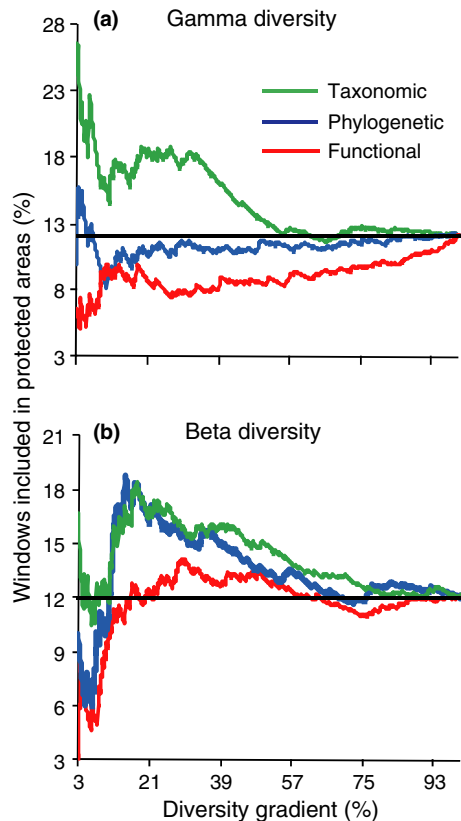 (a) Gamma diversity
28
23
18
13
8
3
Taxonomic
Phylogenetic
Functional
Windows included in protected areas (%)
(b) Beta diversity
21
18
15
12
9
6
3
3 21 39 57 75 93
Diversity gradient (%)